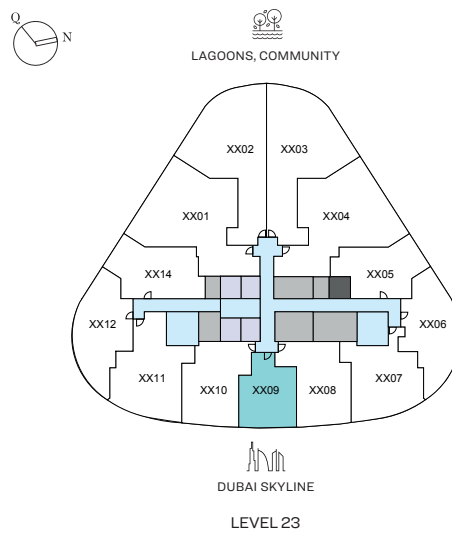 Q
N
LAGOONS, COMMUNITY
XX02
XX03
XX01
XX04
XX14
XX05
XX12
XX06
XX11
XX10
XX09
XX08
XX07
DUBAI SKYLINE
LEVEL 23